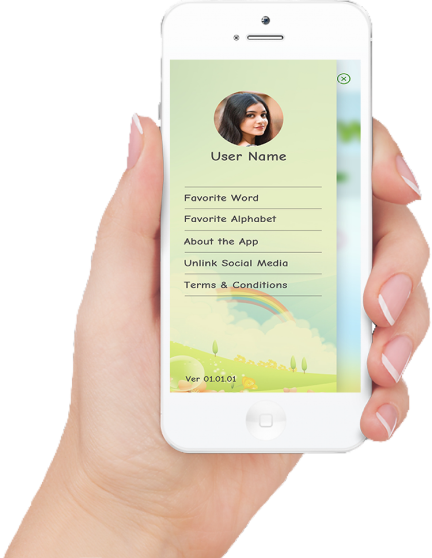 User Name
Favorite Word
Favorite Alphabet
About the App
Unlink Social Media
Terms & Conditions
Ver 01.01.01